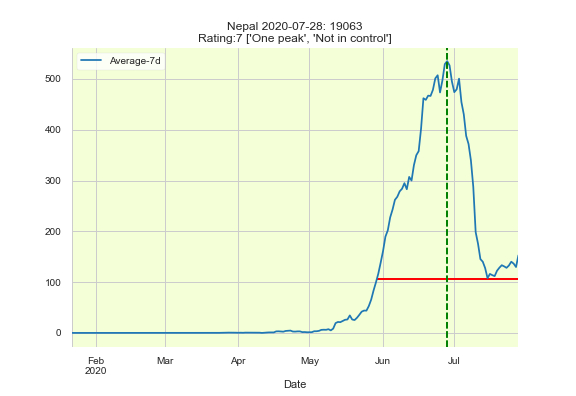 Nepal 2020-07-28: 19063
Rating:7 ['One peak', 'Not in control']
Average-7d
500
400
300
200
100
0
Feb
2020
Mar
Apr
May
Jun
Jul
Date